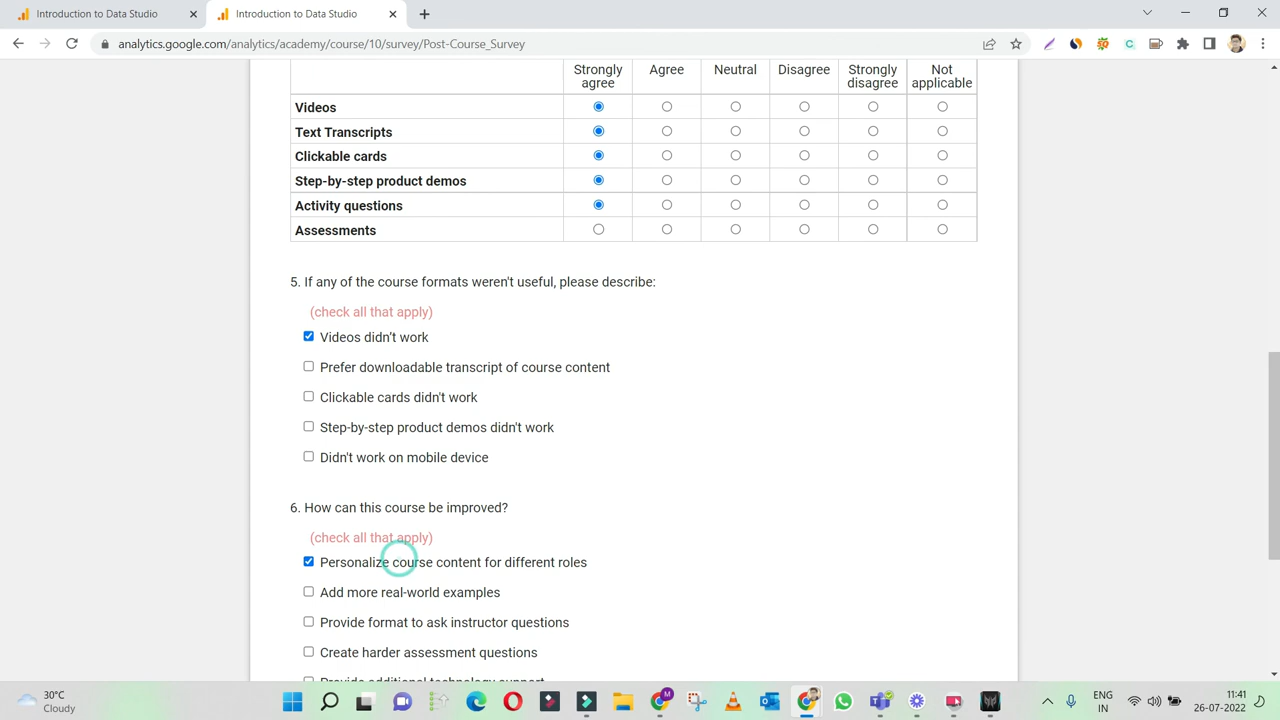 Introduction to Data Studio
Introduction to Data Studio
analytics.google.com/analytics/academy/course/10/survey/Post-Course_Survey
Strongly agree
Agree
Neutral
Disagree
Strongly disagree
Not applicable
Videos
Text Transcripts
Clickable cards
Step-by-step product demos
Activity questions
Assessments
5. If any of the course formats weren't useful, please describe:
(check all that apply)
Videos didn’t work
Prefer downloadable transcript of course content
Clickable cards didn't work
Step-by-step product demos didn't work
Didn't work on mobile device
6. How can this course be improved?
(check all that apply)
Personalize course content for different roles
Add more real-world examples
Provide format to ask instructor questions
Create harder assessment questions
Provide additional technology support
30°C
Cloudy
ENG
IN
11:41
26-07-2022